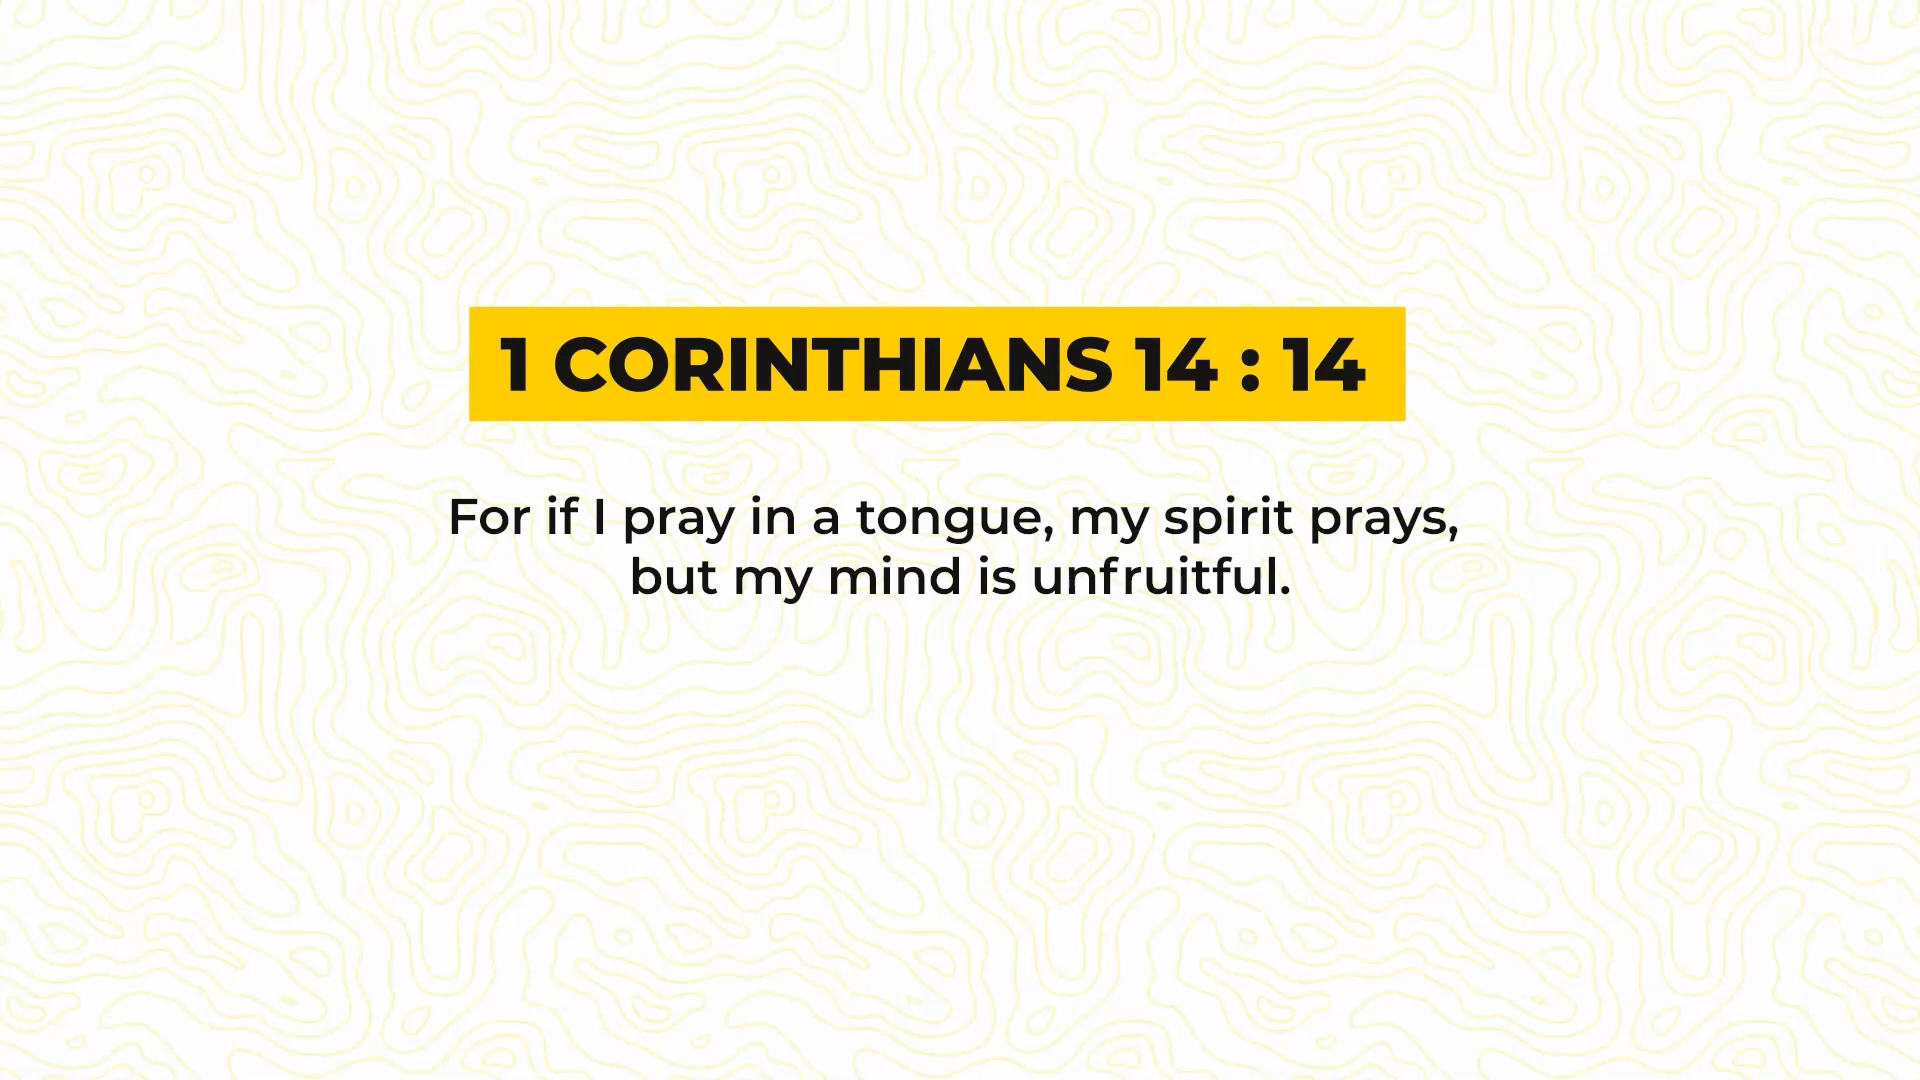 1 CORINTHIANS 14 : 14
For if I pray in a tongue, my spirit prays,
but my mind is unfruitful.